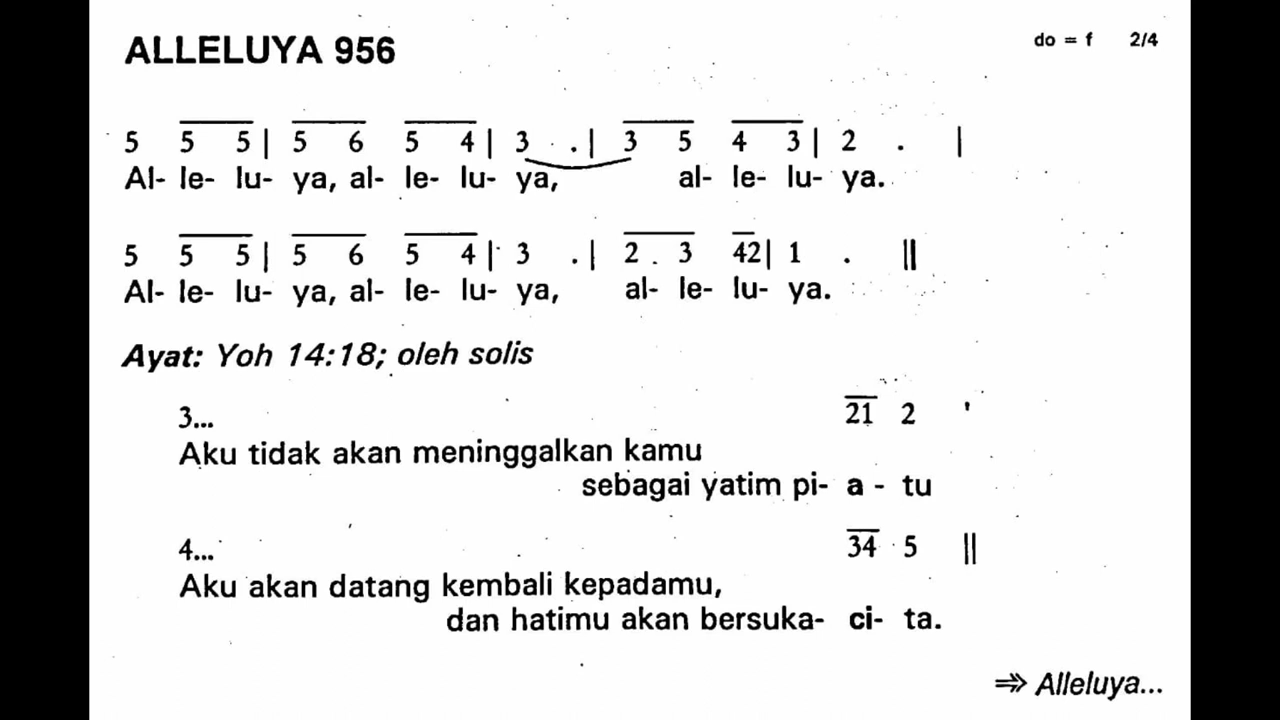 ALLELUYA 956 do = f 2/4
5 5 5 | 5 6 5 4 | 3 . | 3 5 4 3 | 2 . |
Al- le- lu- ya, al- le- lu- ya, al- le- lu- ya.
5 5 5 | 5 6 5 4 | 3 . | 2 . 3 42 | 1 . ||
Al- le- lu- ya, al- le- lu- ya, al- le- lu- ya.
Ayat: Yoh 14:18; oleh solis
3... 21 2 '
Aku tidak akan meninggalkan kamu
sebagai yatim pi- a - tu
4... 34 5 ||
Aku akan datang kembali kepadamu,
dan hatimu akan bersuka- ci- ta.
⇒ Alleluya...